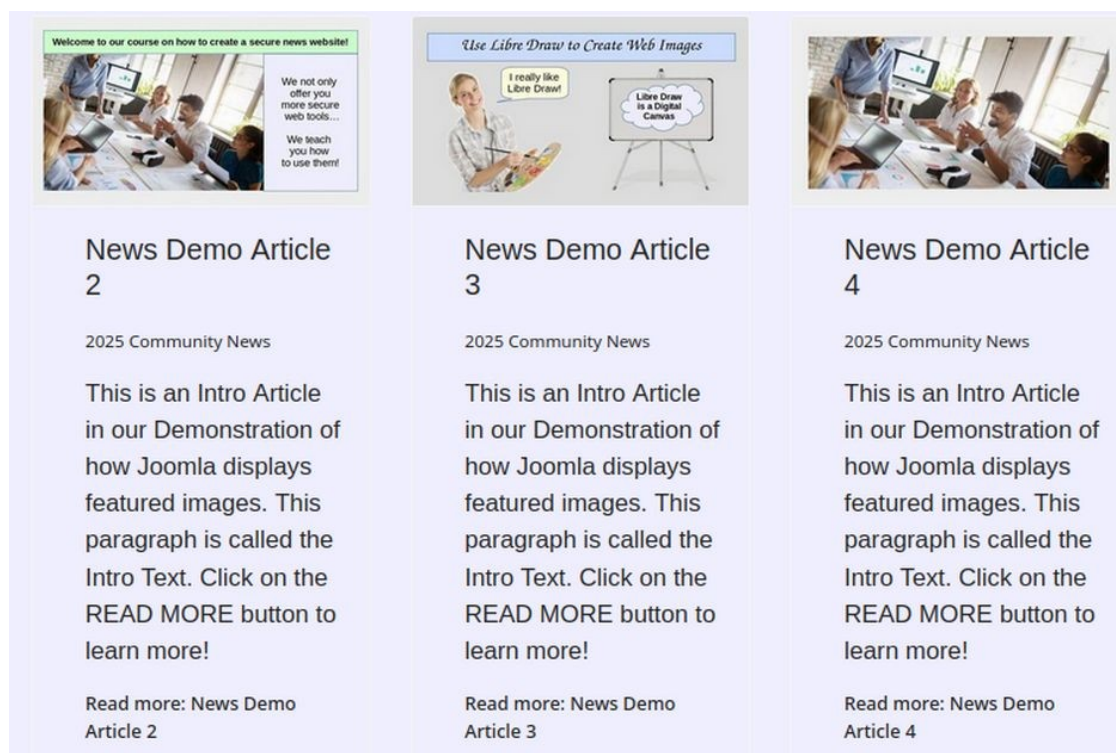 Welcome to our course on how to create a secure news website!
We not only
offer you
more secure
web tools...
We teach
you how
to use them!
News Demo Article
2
2025 Community News
This is an Intro Article
in our Demonstration of
how Joomla displays
featured images. This
paragraph is called the
Intro Text. Click on the
READ MORE button to
learn more!
Read more: News Demo
Article 2
Use Libre Draw to Create Web Images
I really like
Libre Draw!
Libre Draw
is a Digital
Canvas
News Demo Article
3
2025 Community News
This is an Intro Article
in our Demonstration of
how Joomla displays
featured images. This
paragraph is called the
Intro Text. Click on the
READ MORE button to
learn more!
Read more: News Demo
Article 3
News Demo Article
4
2025 Community News
This is an Intro Article
in our Demonstration of
how Joomla displays
featured images. This
paragraph is called the
Intro Text. Click on the
READ MORE button to
learn more!
Read more: News Demo
Article 4